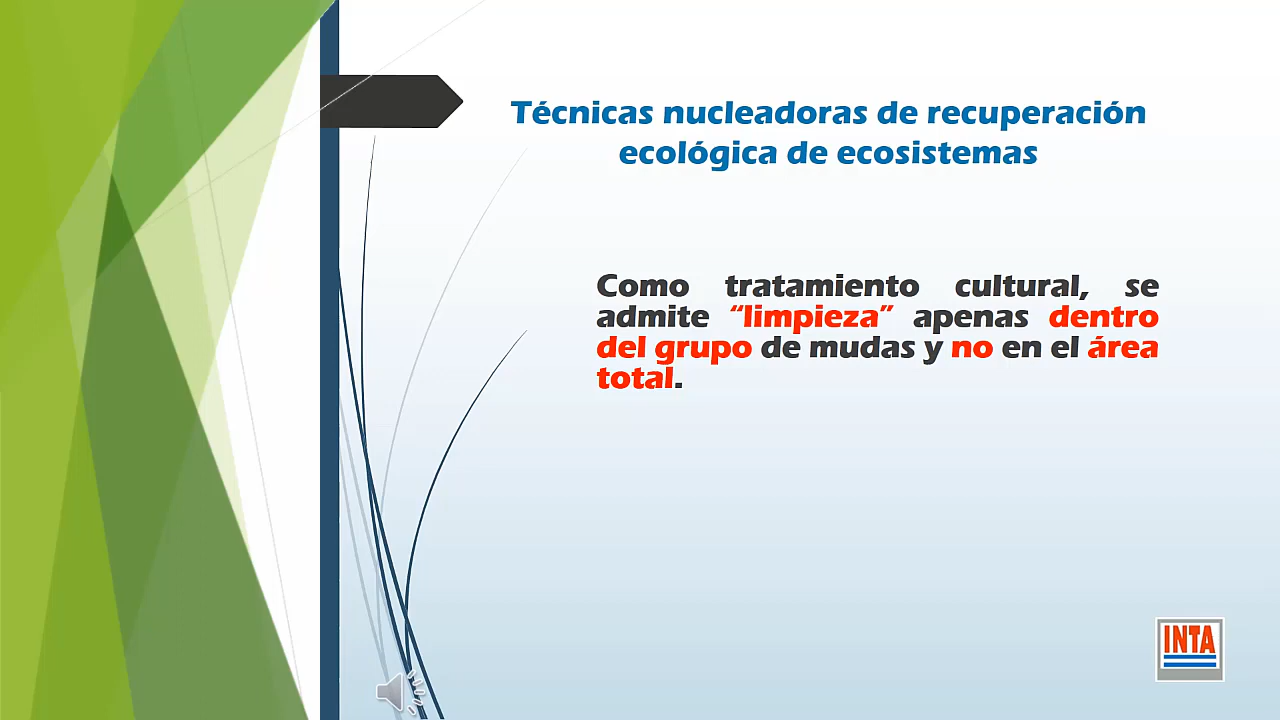 Técnicas nucleadoras de recuperación
ecológica de ecosistemas
Como tratamiento cultural, se
admite “limpieza” apenas dentro
del grupo de mudas y no en el área
total.
INTA